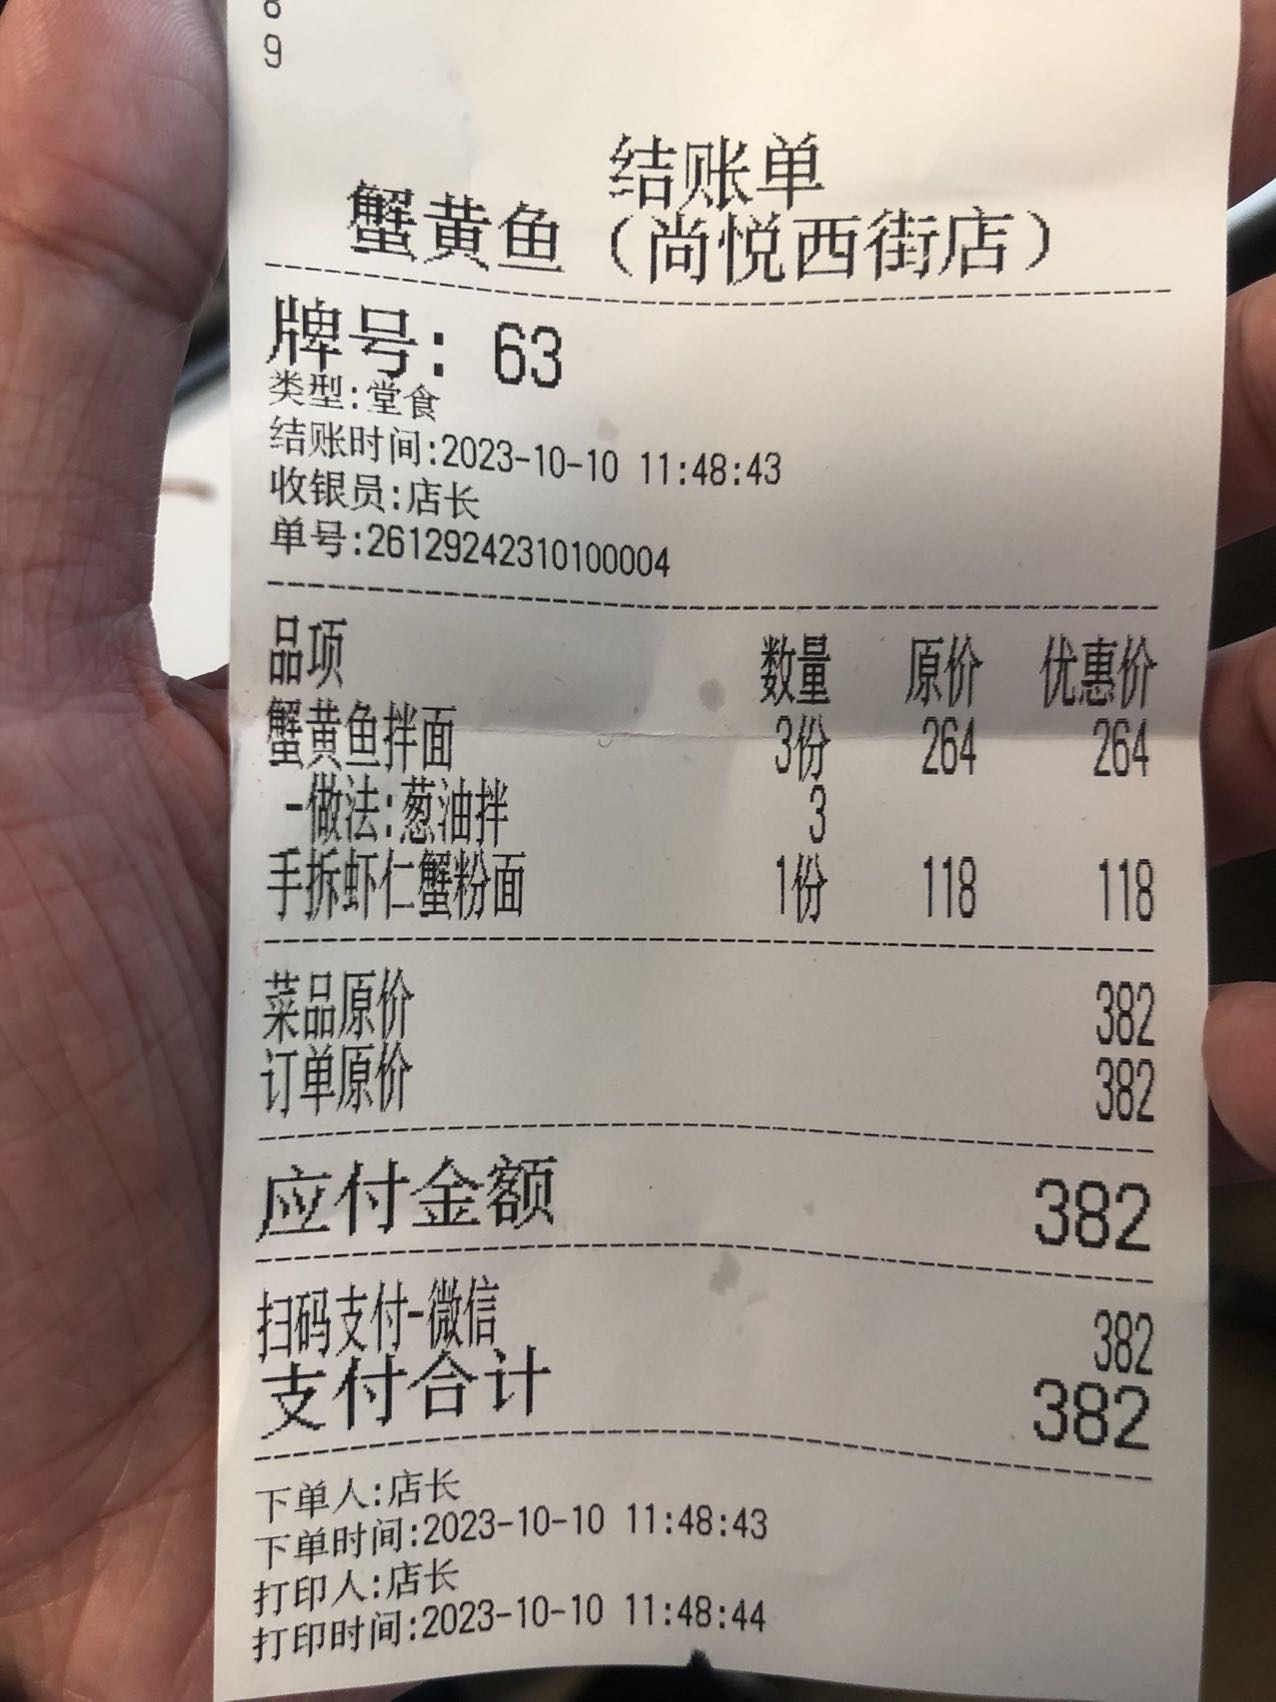 9
结账单
蟹黄鱼（尚悦西街店）
牌号: 63
类型:堂食
结账时间:2023-10-10 11:48:43
收银员:店长
单号:26129242310100004
品项 数量 原价 优惠价
蟹黄鱼拌面 3份 264 264
-做法:葱油拌 3
手拆虾仁蟹粉面 1份 118 118
菜品原价 382
订单原价 382
应付金额 382
扫码支付-微信 382
支付合计 382
下单人:店长
下单时间:2023-10-10 11:48:43
打印人:店长
打印时间:2023-10-10 11:48:44